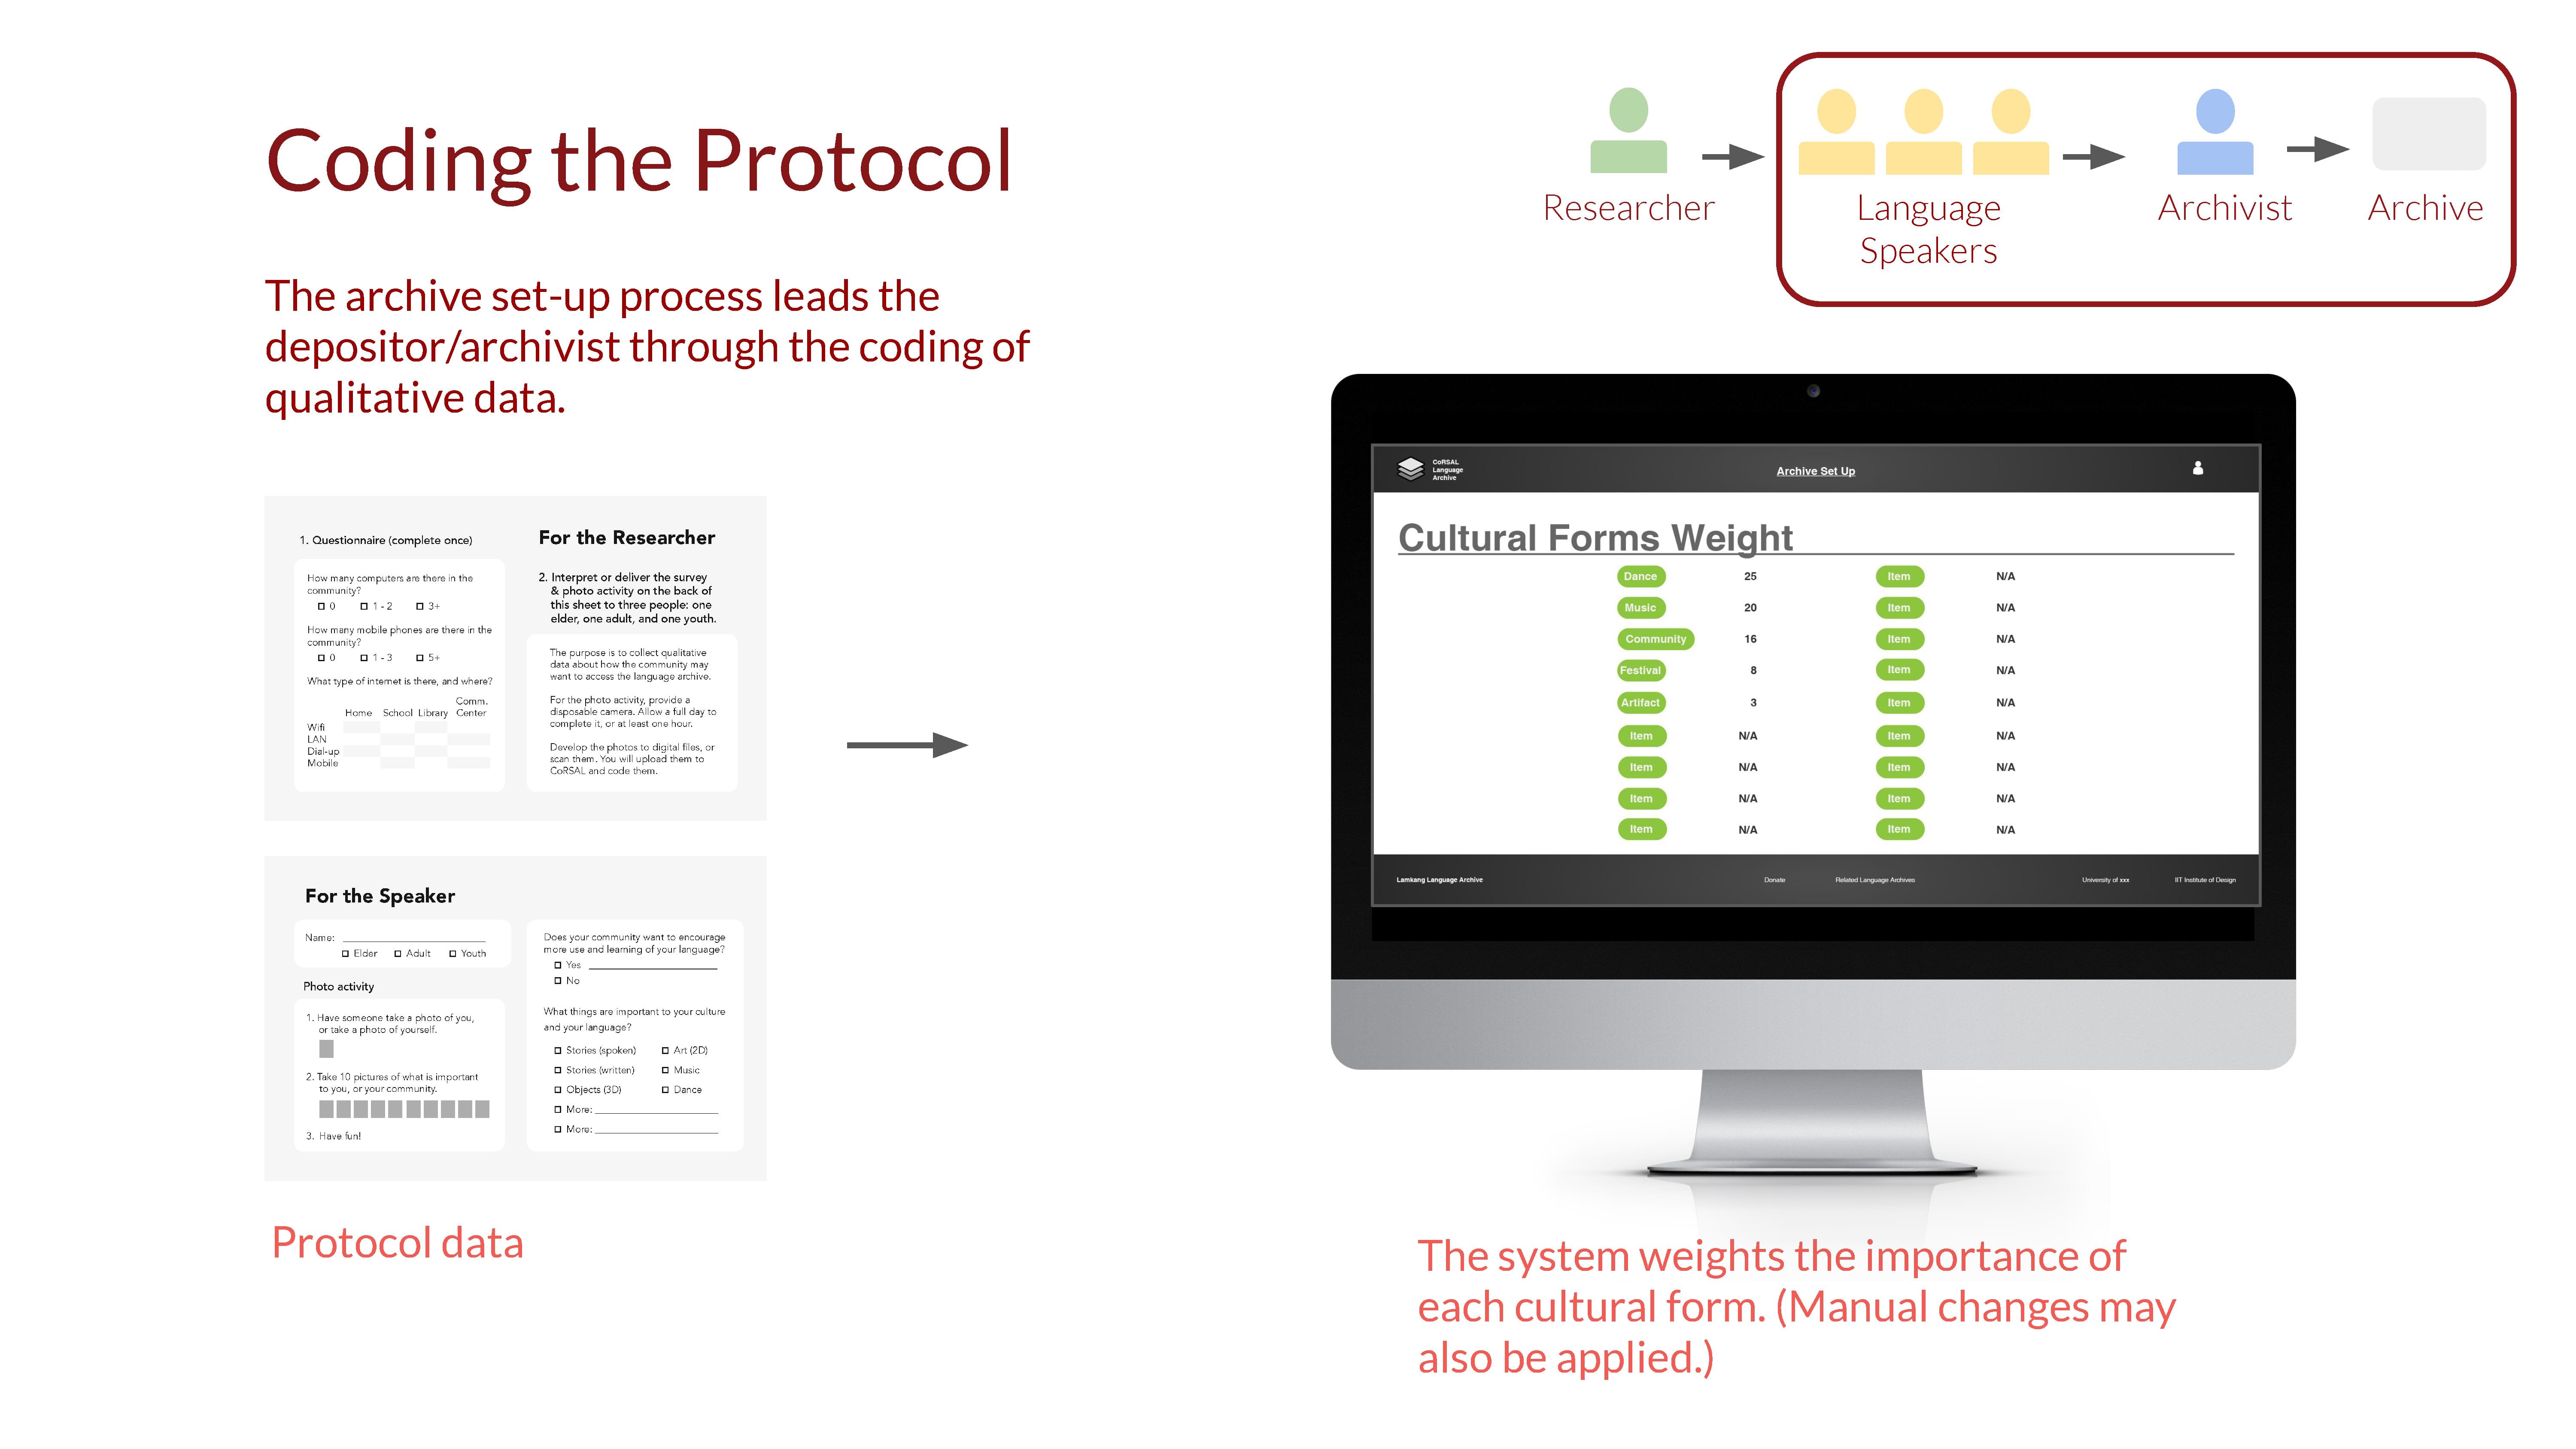 Coding the Protocol
Researcher
Language
Speakers
Archivist
Archive
The archive set-up process leads the
depositor/archivist through the coding of
qualitative data.
1. Questionnaire (complete once)
How many computers are there in the
community?
0 1 - 2 3+
How many mobile phones are there in the
community?
0 1 - 3 5+
What type of internet is there, and where?
Home School Library Comm. Center
Wifi
LAN
Dial-up
Mobile
For the Researcher
2. Interpret or deliver the survey
& photo activity on the back of
this sheet to three people: one
elder, one adult, and one youth.
The purpose is to collect qualitative
data about how the community may
want to access the language archive.
For the photo activity, provide a
disposable camera. Allow a full day to
complete it, or at least one hour.
Develop the photos to digital files, or
scan them. You will upload them to
CoRSAL and code them.
For the Speaker
Name:
Elder Adult Youth
Photo activity
1. Have someone take a photo of you,
or take a photo of yourself.
2. Take 10 pictures of what is important
to you, or your community.
3. Have fun!
Does your community want to encourage
more use and learning of your language?
Yes
No
What things are important to your culture
and your language?
Stories (spoken) Art (2D)
Stories (written) Music
Objects (3D) Dance
More:
More:
Protocol data
CoRSAL
Language
Archive
Archive Set Up
Cultural Forms Weight
Dance 25 Item N/A
Music 20 Item N/A
Community 16 Item N/A
Festival 8 Item N/A
Artifact 3 Item N/A
Item N/A Item N/A
Item N/A Item N/A
Item N/A Item N/A
Item N/A Item N/A
Lamkang Language Archive Donate Related Language Archives University of xxx IIT Institute of Design
The system weights the importance of
each cultural form. (Manual changes may
also be applied.)